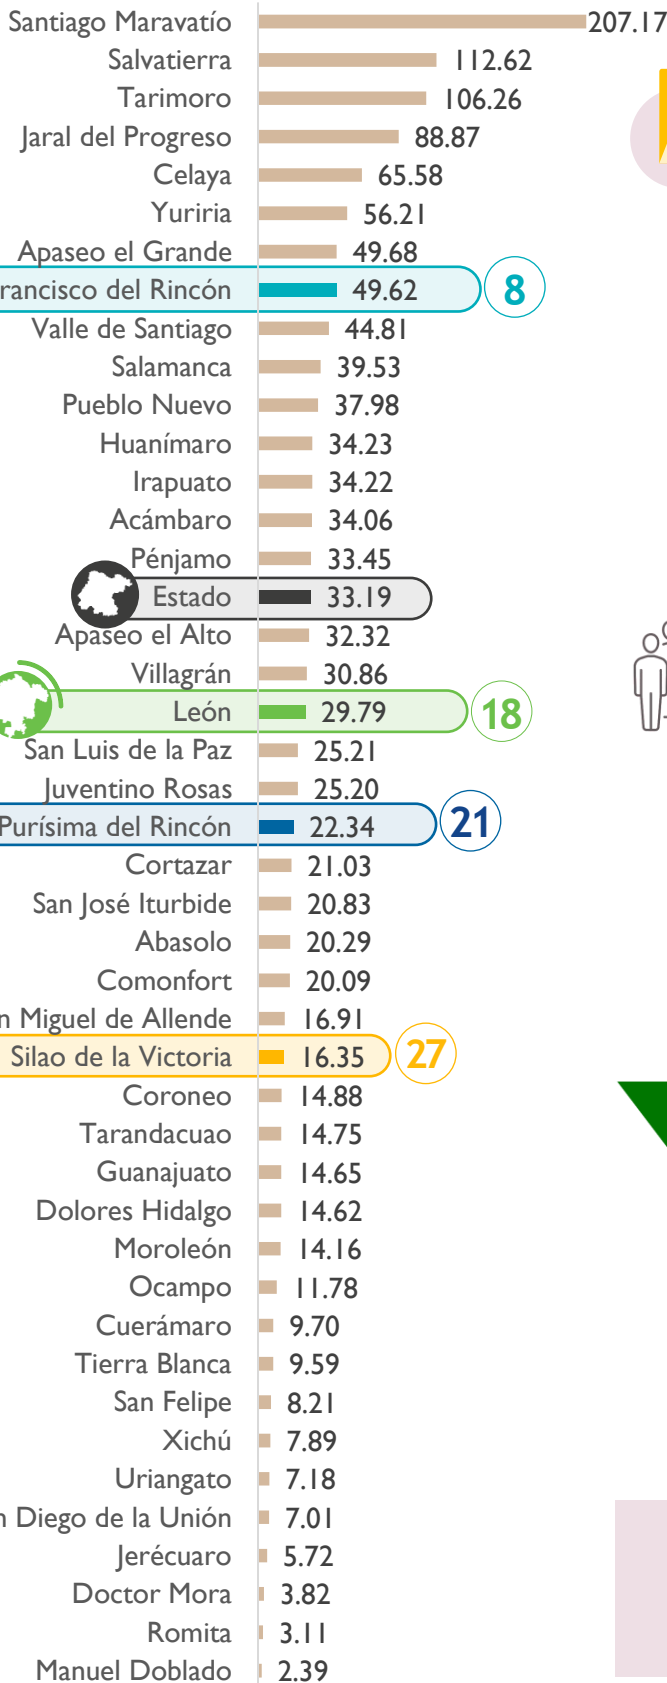 Santiago Maravatío 207.17
Salvatierra 112.62
Tarimoro 106.26
Jaral del Progreso 88.87
Celaya 65.58
Yuriria 56.21
Apaseo el Grande 49.68
rancisco del Rincón 49.62 8
Valle de Santiago 44.81
Salamanca 39.53
Pueblo Nuevo 37.98
Huanímaro 34.23
Irapuato 34.22
Acámbaro 34.06
Pénjamo 33.45
Estado 33.19
Apaseo el Alto 32.32
Villagrán 30.86
León 29.79 18
San Luis de la Paz 25.21
Juventino Rosas 25.20
Purísima del Rincón 22.34 21
Cortazar 21.03
San José Iturbide 20.83
Abasolo 20.29
Comonfort 20.09
n Miguel de Allende 16.91
Silao de la Victoria 16.35 27
Coroneo 14.88
Tarandacuao 14.75
Guanajuato 14.65
Dolores Hidalgo 14.62
Moroleón 14.16
Ocampo 11.78
Cuerámaro 9.70
Tierra Blanca 9.59
San Felipe 8.21
Xichú 7.89
Uriangato 7.18
n Diego de la Unión 7.01
Jerécuaro 5.72
Doctor Mora 3.82
Romita 3.11
Manuel Doblado 2.39